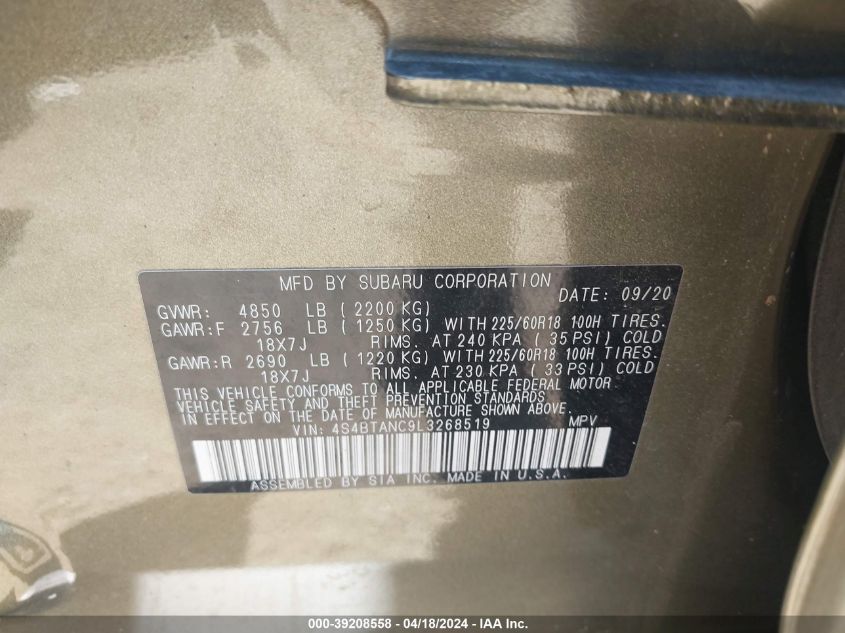 MFD BY SUBARU CORPORATION
DATE: 09/20
GVWR: 4850 LB ( 2200 KG)
GAWR:F 2756 LB ( 1250 KG) WITH 225/60R18 100H TIRES.
18X7J RIMS. AT 240 KPA ( 35 PSI) COLD
GAWR:R 2690 LB ( 1220 KG) WITH 225/60R18 100H TIRES.
18X7J RIMS. AT 230 KPA ( 33 PSI) COLD
THIS VEHICLE CONFORMS TO ALL APPLICABLE FEDERAL MOTOR
VEHICLE SAFETY AND THEFT PREVENTION STANDARDS
IN EFFECT ON THE DATE OF MANUFACTURE SHOWN ABOVE.
VIN: 4S4BTANC9L3268519 MPV
ASSEMBLED BY SIA INC. MADE IN U.S.A.
000-39208558 - 04/18/2024 - IAA Inc.